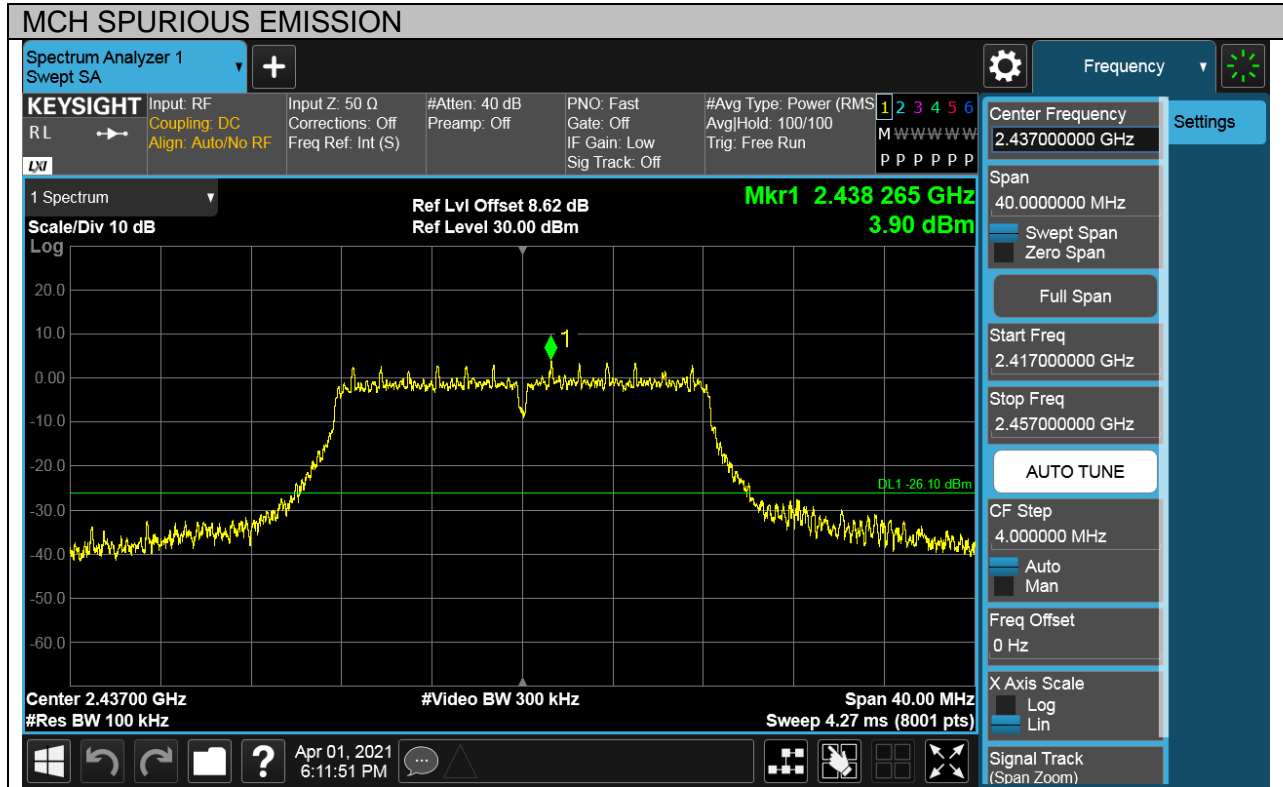 MCH SPURIOUS EMISSION
Spectrum Analyzer 1
Swept SA
Frequency
KEYSIGHT
RL
LXI
Input: RF
Coupling: DC
Align: Auto/No RF
Input Z: 50 Ω
Corrections: Off
Freq Ref: Int (S)
#Atten: 40 dB
Preamp: Off
PNO: Fast
Gate: Off
IF Gain: Low
Sig Track: Off
#Avg Type: Power (RMS
Avg|Hold: 100/100
Trig: Free Run
1 2 3 4 5 6
M W W W W W
P P P P P P
1 Spectrum
Scale/Div 10 dB
Ref Lvl Offset 8.62 dB
Ref Level 30.00 dBm
Mkr1 2.438 265 GHz
3.90 dBm
Log
20.0
10.0
1
0.00
-10.0
-20.0
DL1 -26.10 dBm
-30.0
-40.0
-50.0
-60.0
Center 2.43700 GHz
#Video BW 300 kHz
Span 40.00 MHz
#Res BW 100 kHz
Sweep 4.27 ms (8001 pts)
Apr 01, 2021
6:11:51 PM
Center Frequency
2.437000000 GHz
Settings
Span
40.0000000 MHz
Swept Span
Zero Span
Full Span
Start Freq
2.417000000 GHz
Stop Freq
2.457000000 GHz
AUTO TUNE
CF Step
4.000000 MHz
Auto
Man
Freq Offset
0 Hz
X Axis Scale
Log
Lin
Signal Track
(Span Zoom)